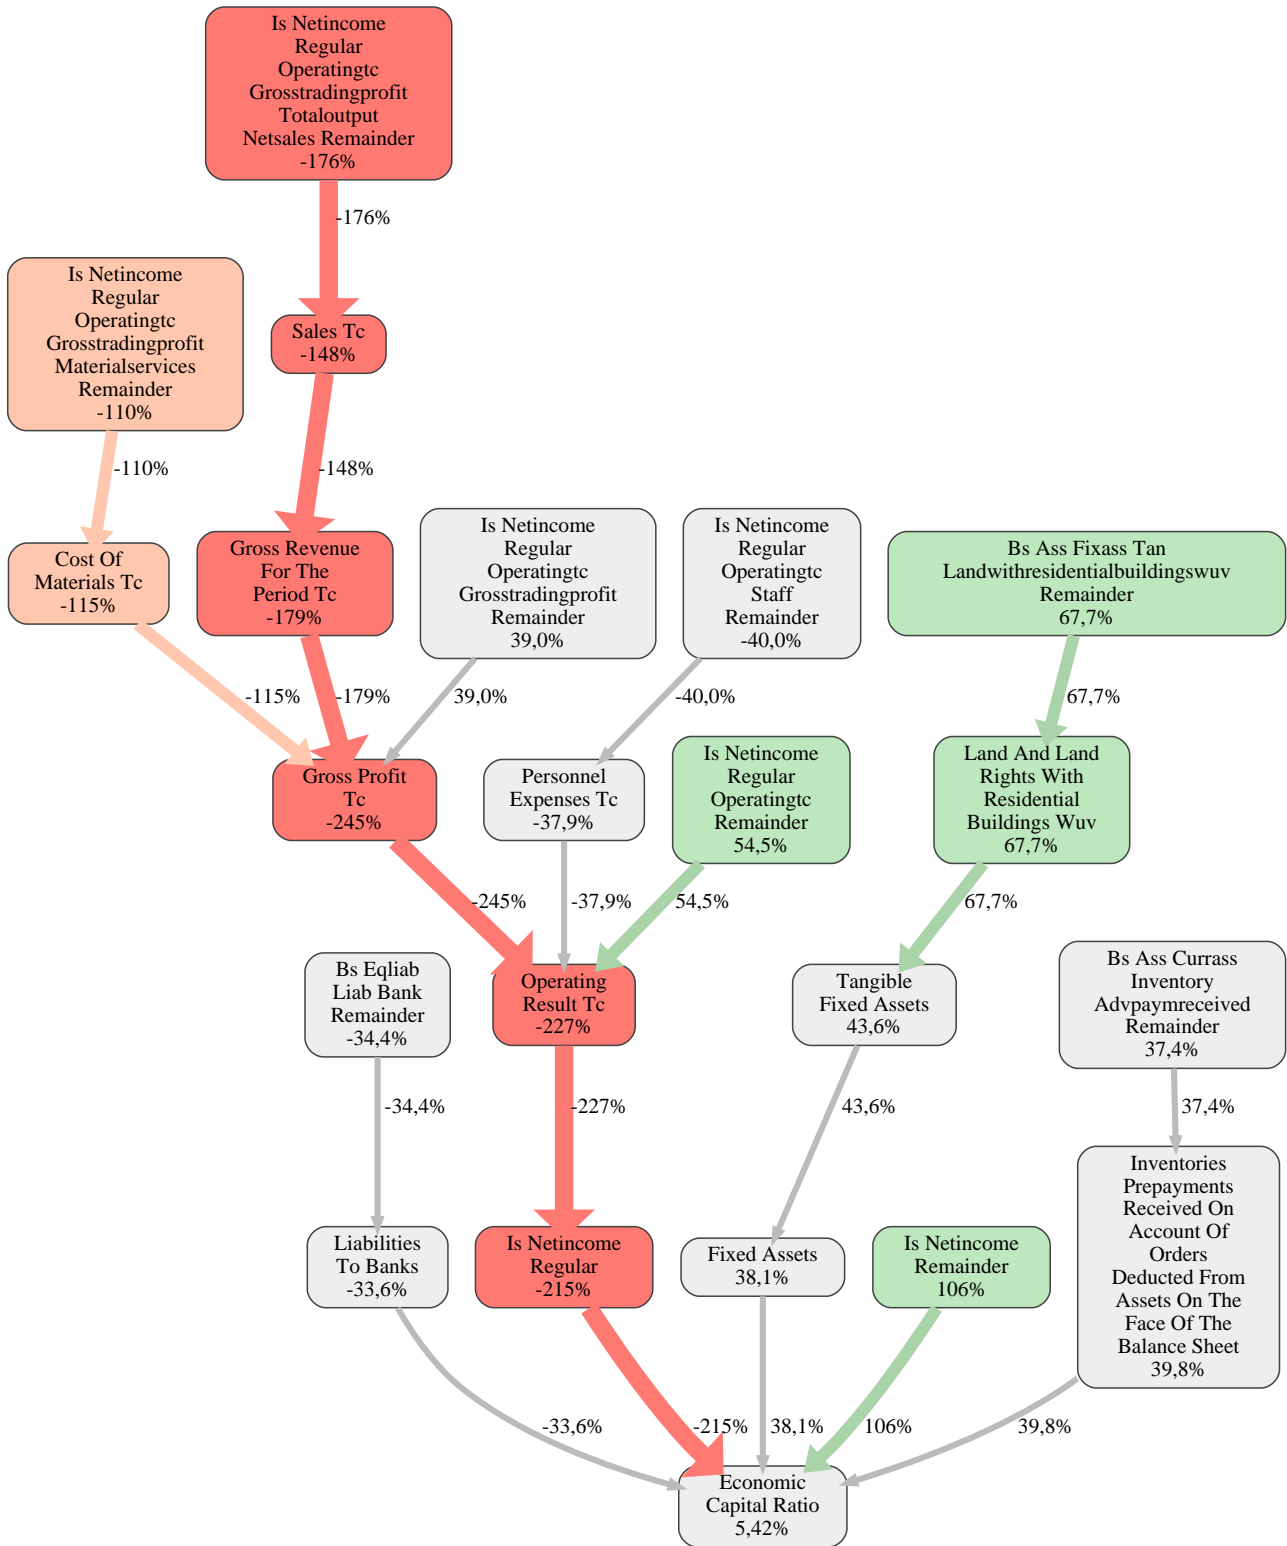 Is Netincome
Regular
Operatingtc
Grosstradingprofit
Totaloutput
Netsales Remainder
-176%
-176%
Is Netincome
Regular
Operatingtc
Grosstradingprofit
Materialservices
Remainder
-110%
Sales Tc
-148%
-110%
-148%
Cost Of
Materials Tc
-115%
Gross Revenue
For The
Period Tc
-179%
Is Netincome
Regular
Operatingtc
Grosstradingprofit
Remainder
39,0%
Is Netincome
Regular
Operatingtc
Staff
Remainder
-40,0%
Bs Ass Fixass Tan
Landwithresidentialbuildingswuv
Remainder
67,7%
-115%
-179%
39,0%
-40,0%
67,7%
Gross Profit
Tc
-245%
Personnel
Expenses Tc
-37,9%
Is Netincome
Regular
Operatingtc
Remainder
54,5%
Land And Land
Rights With
Residential
Buildings Wuv
67,7%
-245%
-37,9%
54,5%
67,7%
Bs Eqliab
Liab Bank
Remainder
-34,4%
Operating
Result Tc
-227%
Tangible
Fixed Assets
43,6%
Bs Ass Currass
Inventory
Advpaymreceived
Remainder
37,4%
-34,4%
-227%
43,6%
37,4%
Liabilities
To Banks
-33,6%
Is Netincome
Regular
-215%
Fixed Assets
38,1%
Is Netincome
Remainder
106%
Inventories
Prepayments
Received On
Account Of
Orders
Deducted From
Assets On The
Face Of The
Balance Sheet
39,8%
-33,6%
-215%
38,1%
106%
39,8%
Economic
Capital Ratio
5,42%